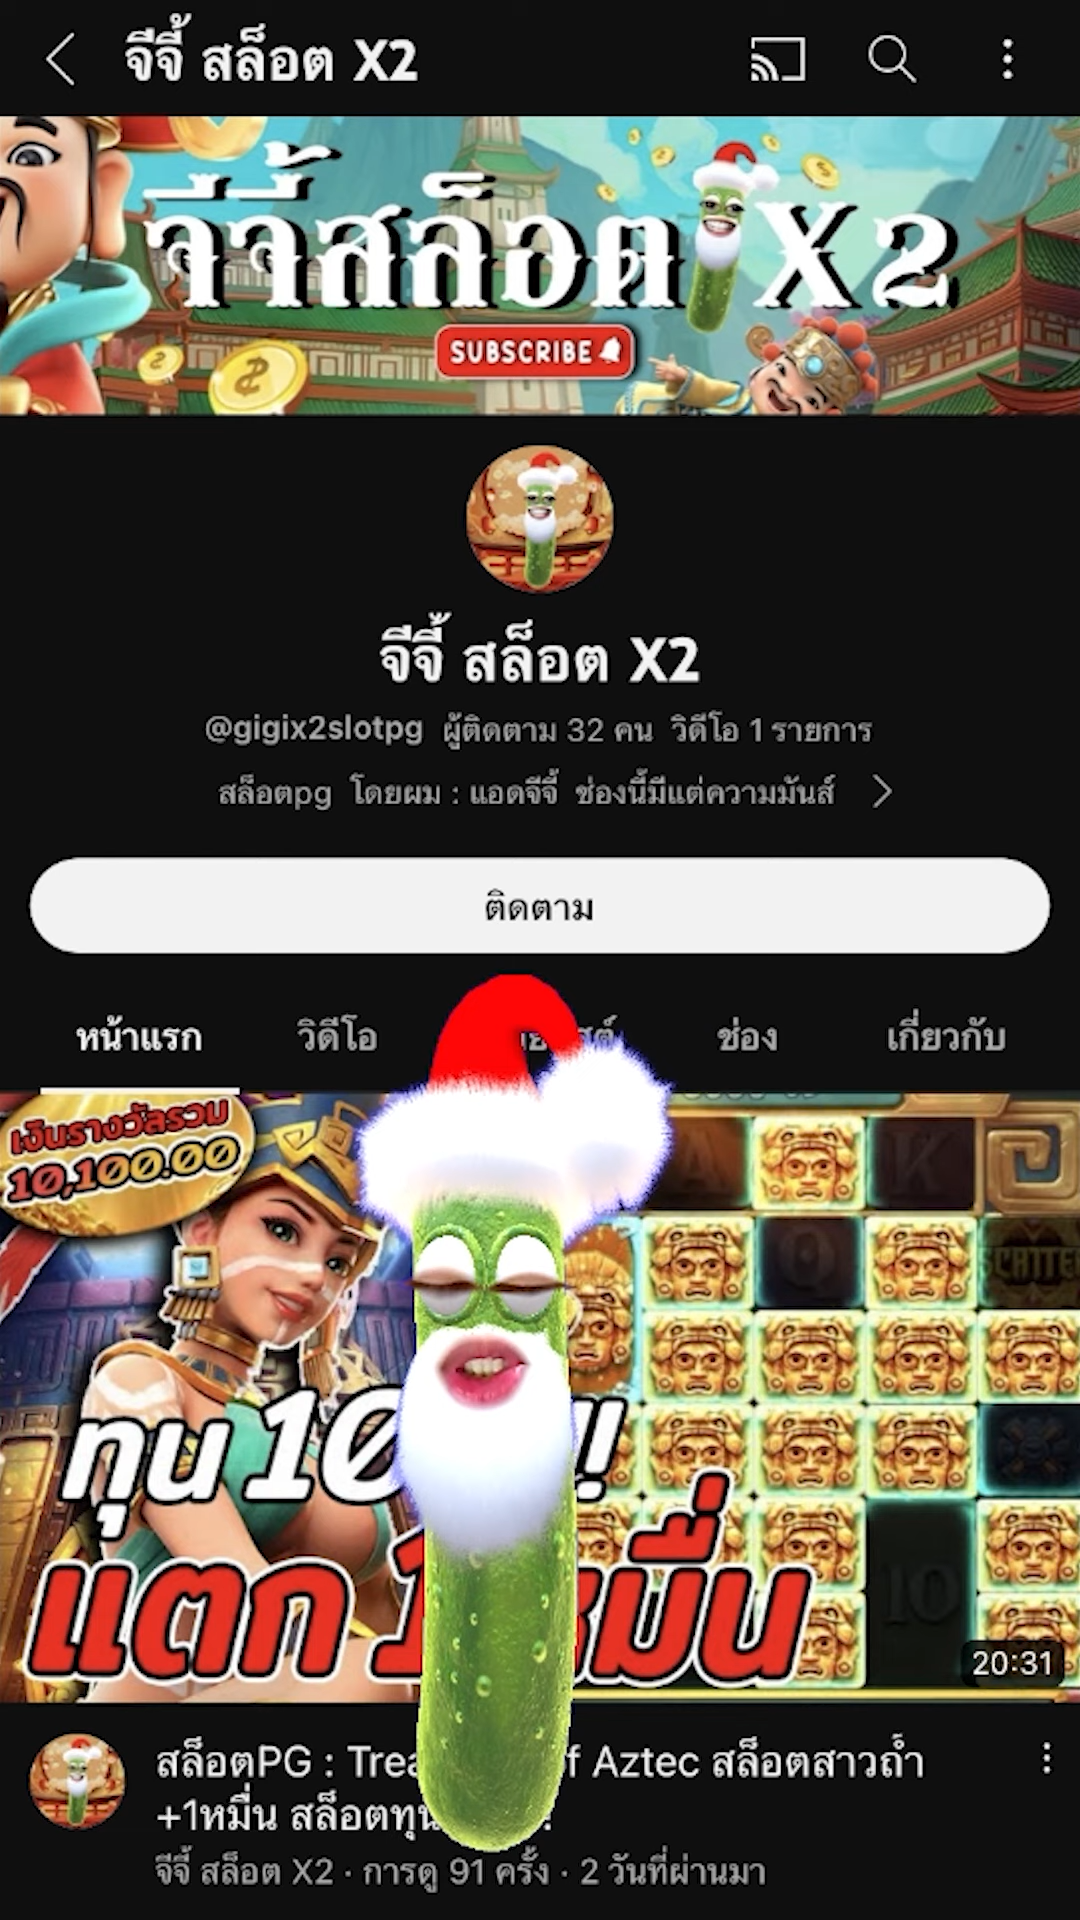 จีจี้ สล็อต X2
จีจี้สล็อต X2
SUBSCRIBE
จีจี้ สล็อต X2
@gigix2slotpg ผู้ติดตาม 32 คน วิดีโอ 1 รายการ
สล็อตpg โดยผม : แอดจีจี้ ช่องนี้มีแต่ความมันส์
ติดตาม
หน้าแรก วิดีโอ ช่อง เกี่ยวกับ
เงินรางวัลรวม
10,100.00
A K
Q
ทุน 10 !!
แตก 1 หมื่น
10
20:31
สล็อตPG : Trea f Aztec สล็อตสาวถ้ำ
+1หมื่น สล็อตทุน !
จีจี้ สล็อต X2 · การดู 91 ครั้ง · 2 วันที่ผ่านมา